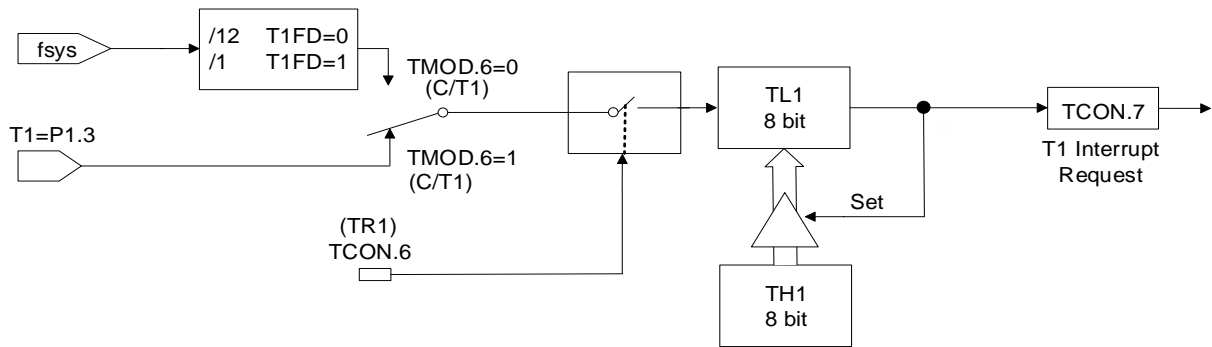 fsys
/12 T1FD=0
/1 T1FD=1
TMOD.6=0
(C/T1)
T1=P1.3
TMOD.6=1
(C/T1)
(TR1)
TCON.6
TL1
8 bit
Set
TH1
8 bit
TCON.7
T1 Interrupt
Request